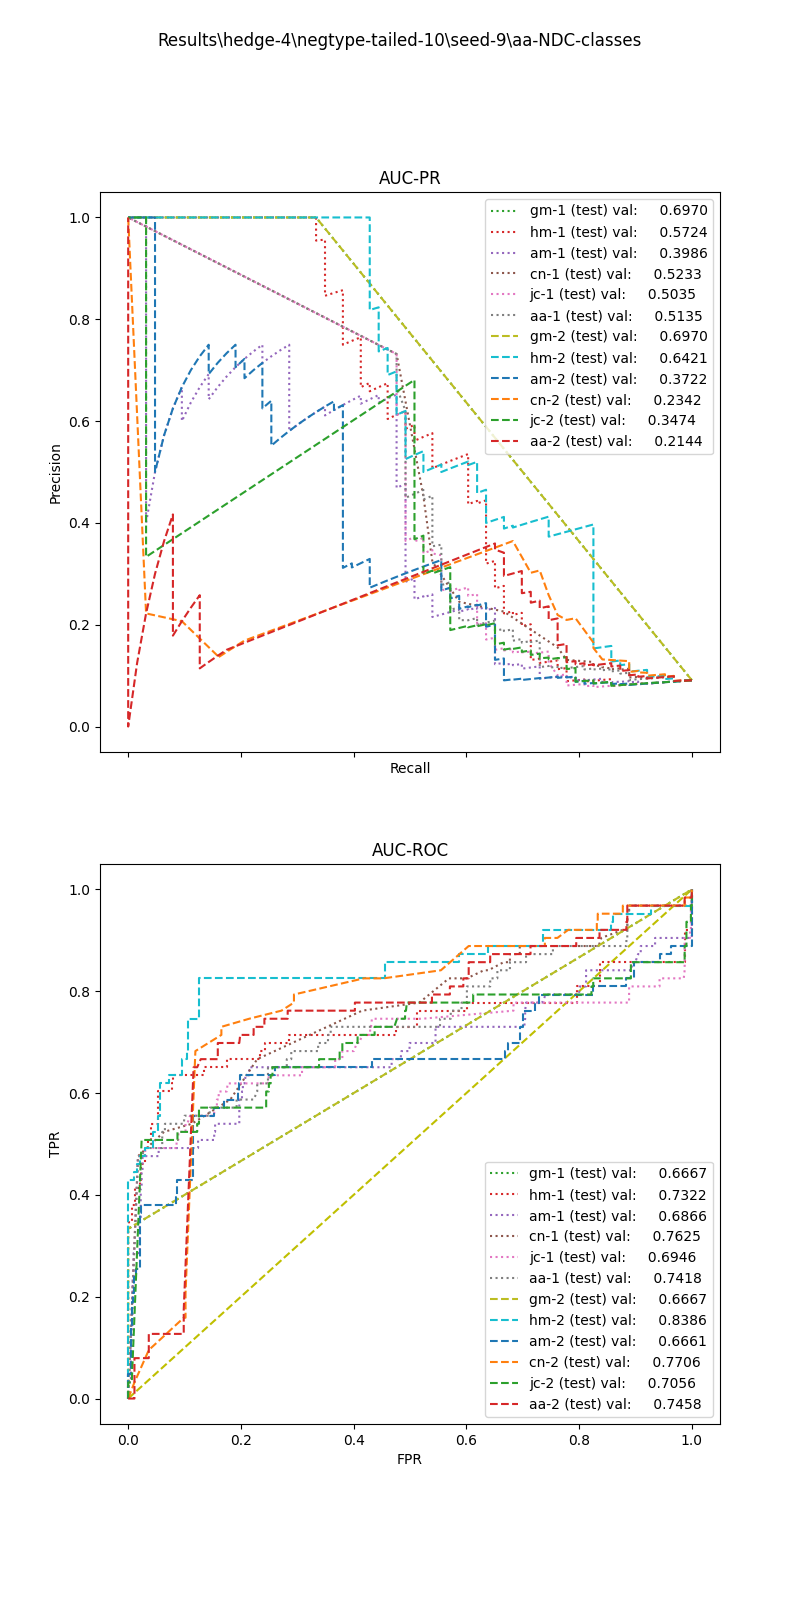 Results\hedge-4\negtype-tailed-10\seed-9\aa-NDC-classes
AUC-PR
gm-1 (test) val: 0.6970
hm-1 (test) val: 0.5724
am-1 (test) val: 0.3986
cn-1 (test) val: 0.5233
jc-1 (test) val: 0.5035
aa-1 (test) val: 0.5135
gm-2 (test) val: 0.6970
hm-2 (test) val: 0.6421
am-2 (test) val: 0.3722
cn-2 (test) val: 0.2342
jc-2 (test) val: 0.3474
aa-2 (test) val: 0.2144
1.0
0.8
0.6
0.4
0.2
0.0
Precision
Recall
AUC-ROC
1.0
0.8
0.6
0.4
0.2
0.0
TPR
gm-1 (test) val: 0.6667
hm-1 (test) val: 0.7322
am-1 (test) val: 0.6866
cn-1 (test) val: 0.7625
jc-1 (test) val: 0.6946
aa-1 (test) val: 0.7418
gm-2 (test) val: 0.6667
hm-2 (test) val: 0.8386
am-2 (test) val: 0.6661
cn-2 (test) val: 0.7706
jc-2 (test) val: 0.7056
aa-2 (test) val: 0.7458
0.0 0.2 0.4 0.6 0.8 1.0
FPR